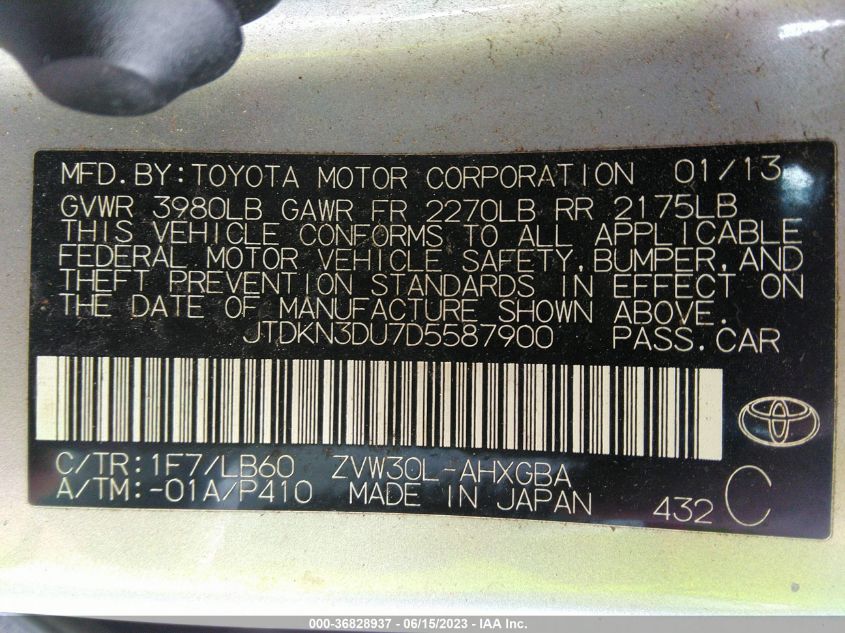 MFD.BY:TOYOTA MOTOR CORPORATION 01/13
GVWR 3980LB GAWR FR 2270LB RR 2175LB
THIS VEHICLE CONFORMS TO ALL APPLICABLE
FEDERAL MOTOR VEHICLE SAFETY,BUMPER,AND
THEFT PREVENTION STANDARDS IN EFFECT ON
THE DATE OF MANUFACTURE SHOWN ABOVE.
JTDKN3DU7D5587900 PASS.CAR
C/TR:1F7/LB60 ZVW30L-AHXGBA
A/TM:-01A/P410 MADE IN JAPAN 432 C
000-36828937 - 06/15/2023 - IAA Inc.